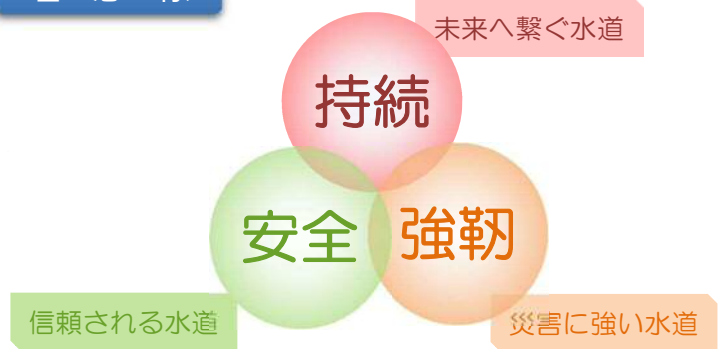 未来へ繋ぐ水道
持続
安全
強靭
信頼される水道
災害に強い水道